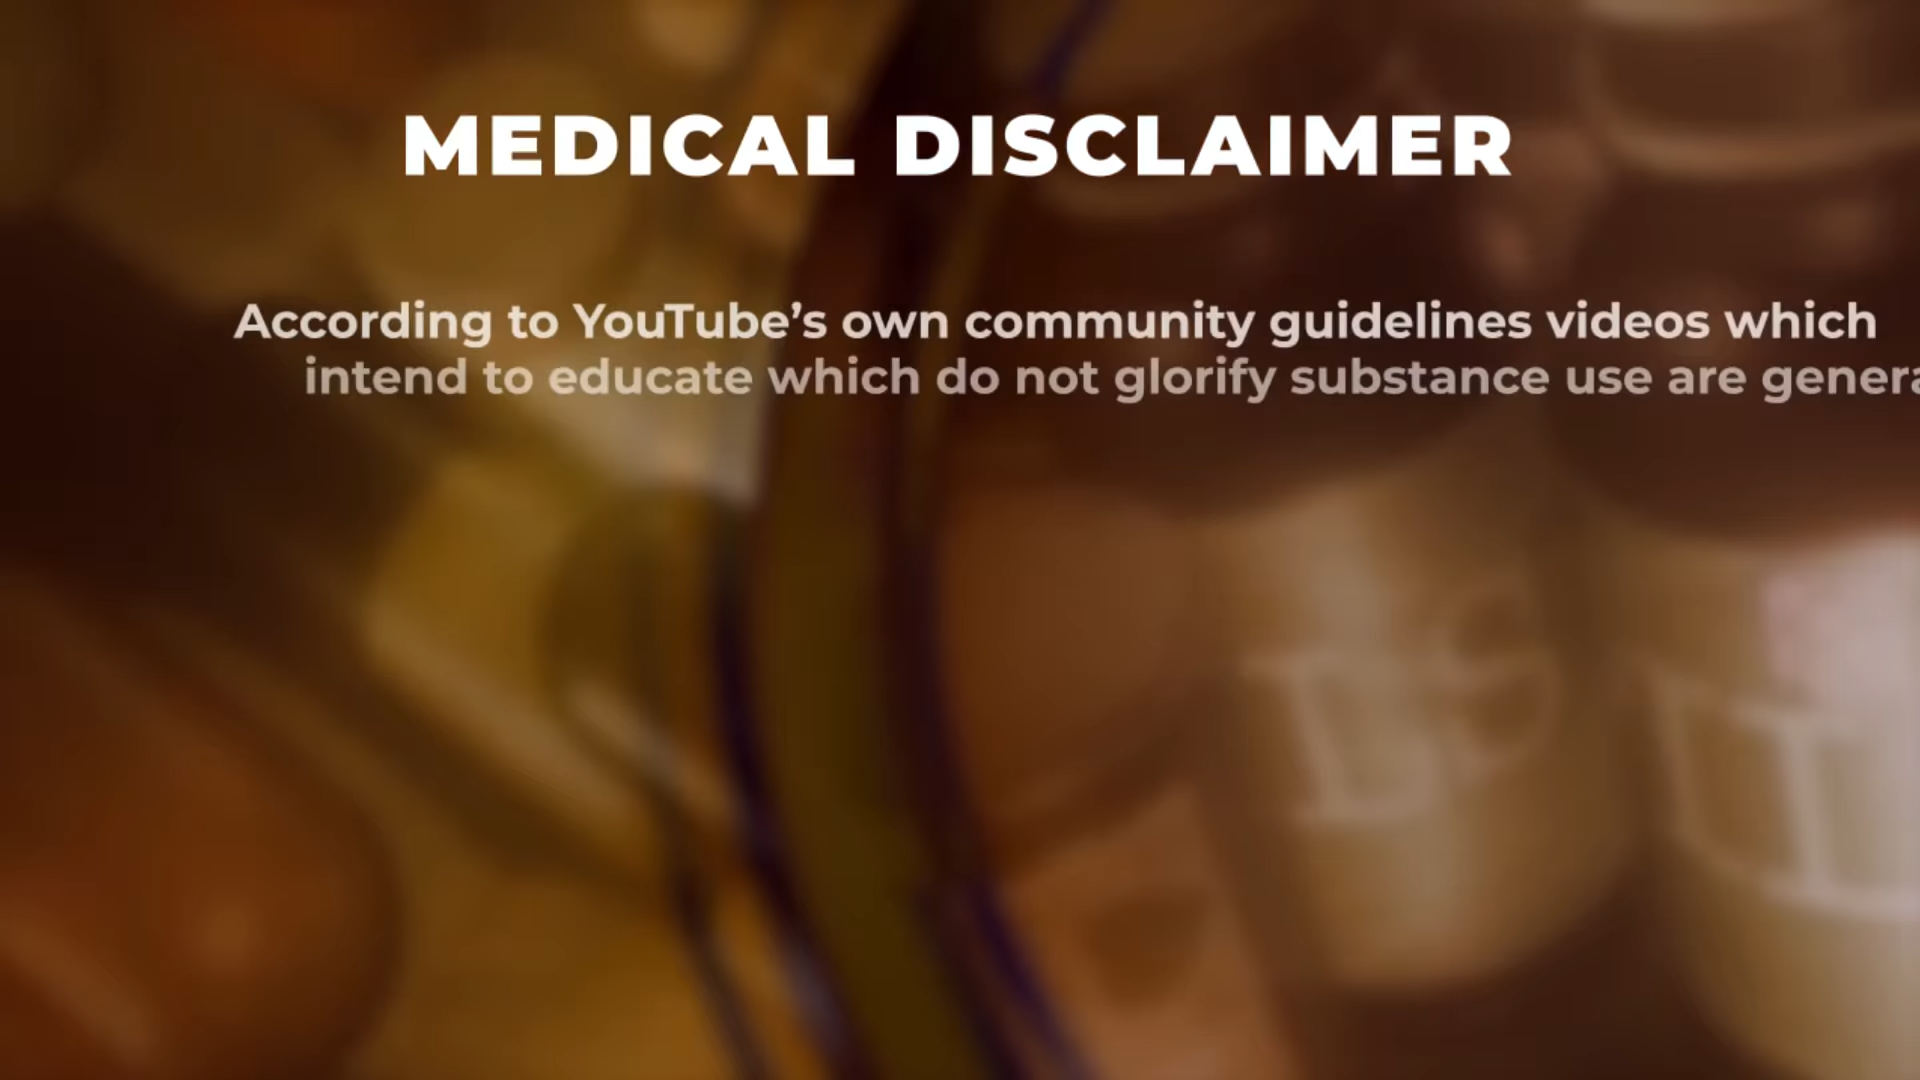 MEDICAL DISCLAIMER
According to YouTube’s own community guidelines videos which
intend to educate which do not glorify substance use are genera